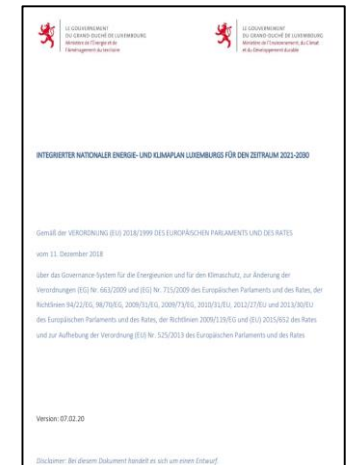 LE GOUVERNEMENT
DU GRAND-DUCHÉ DE LUXEMBOURG
Ministère de l'Énergie et de
l'Aménagement du territoire
LE GOUVERNEMENT
DU GRAND-DUCHÉ DE LUXEMBOURG
Ministère de l'Environnement, du Climat
et du Développement durable
INTEGRIERTER NATIONALER ENERGIE- UND KLIMAPLAN LUXEMBURGS FÜR DEN ZEITRAUM 2021-2030
Gemäß der VERORDNUNG (EU) 2018/1999 DES EUROPÄISCHEN PARLAMENTS UND DES RATES
vom 11. Dezember 2018
über das Governance-System für die Energieunion und für den Klimaschutz, zur Änderung der
Verordnungen (EG) Nr. 663/2009 und (EG) Nr. 715/2009 des Europäischen Parlaments und des Rates, der
Richtlinien 94/22/EG, 98/70/EG, 2009/31/EG, 2009/73/EG, 2010/31/EU, 2012/27/EU und 2013/30/EU
des Europäischen Parlaments und des Rates, der Richtlinien 2009/119/EG und (EU) 2015/652 des Rates
und zur Aufhebung der Verordnung (EU) Nr. 525/2013 des Europäischen Parlaments und des Rates
Version: 07.02.20
Disclaimer: Bei diesem Dokument handelt es sich um einen Entwurf.